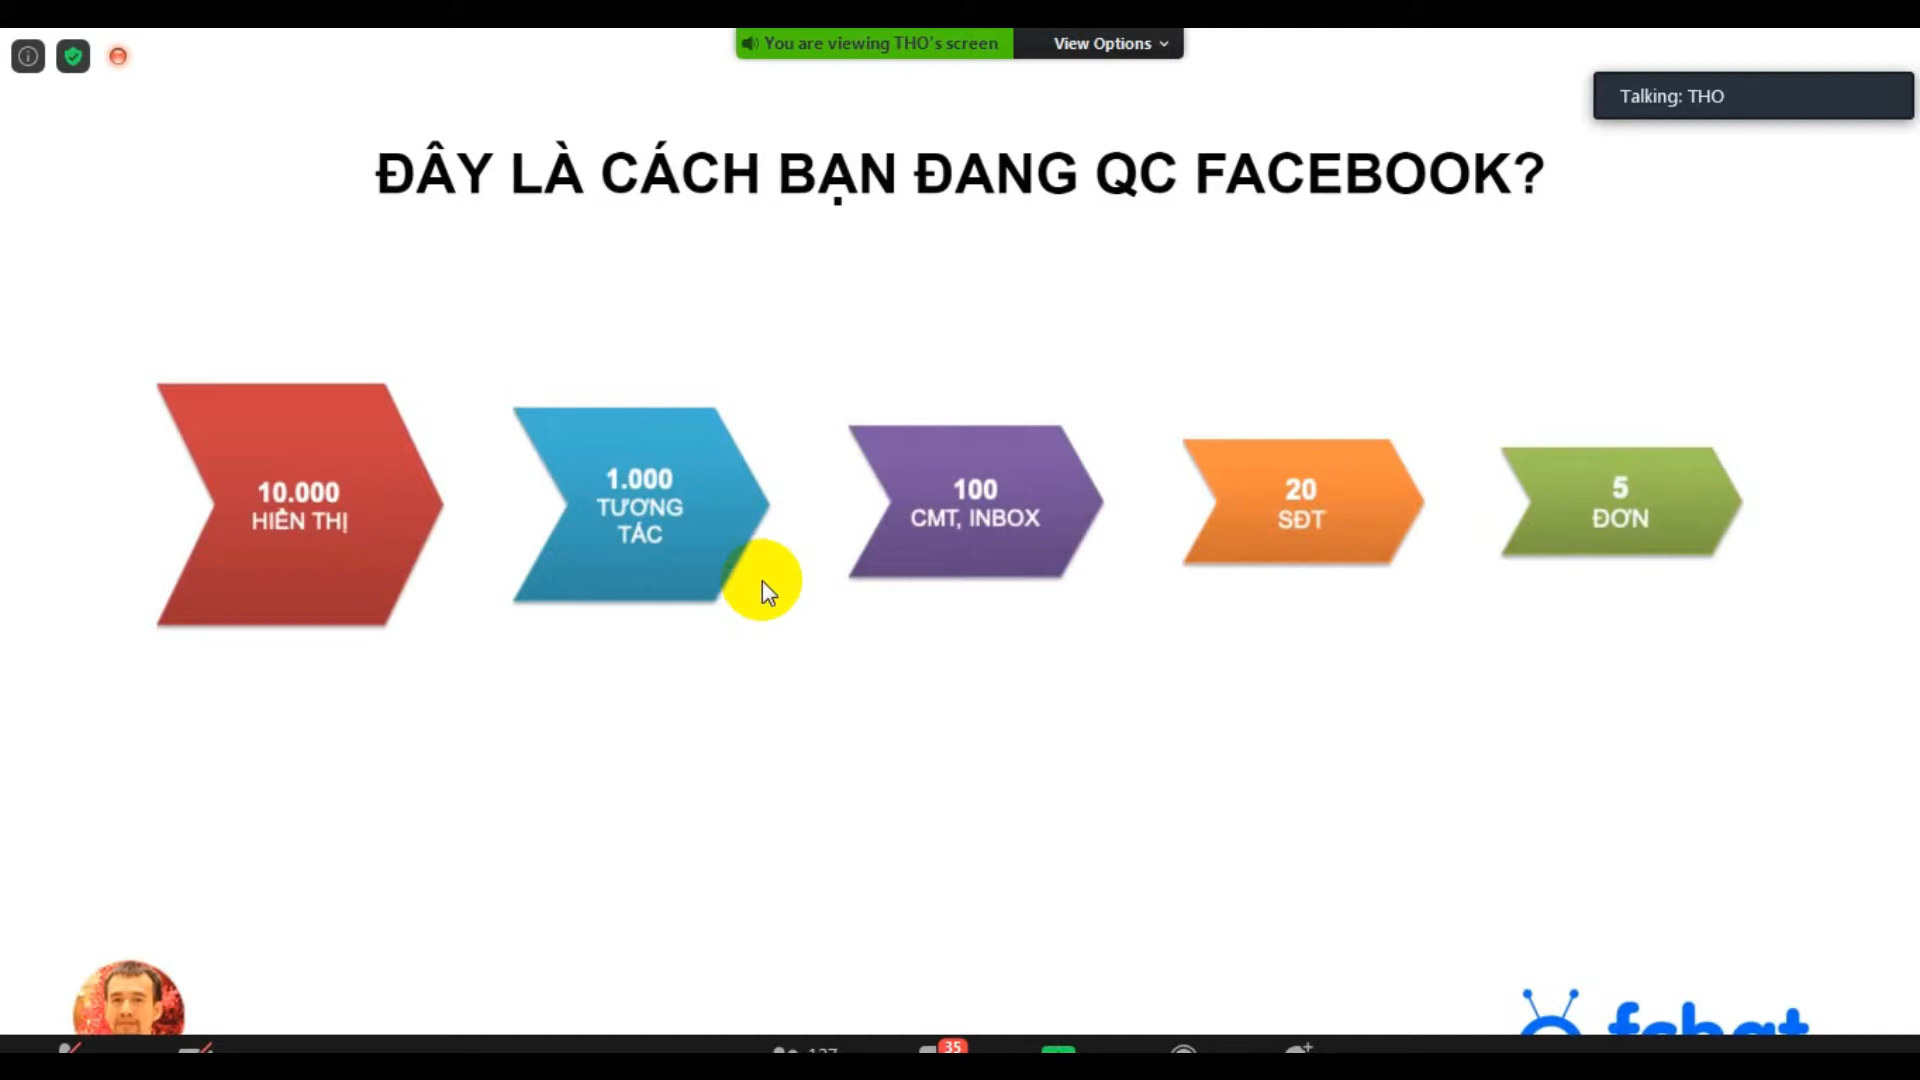 You are viewing THO's screen
View Options
Talking: THO
ĐÂY LÀ CÁCH BẠN ĐANG QC FACEBOOK?
10.000
HIỂN THỊ
1.000
TƯƠNG
TÁC
100
CMT, INBOX
20
SĐT
5
ĐƠN
fchat
35